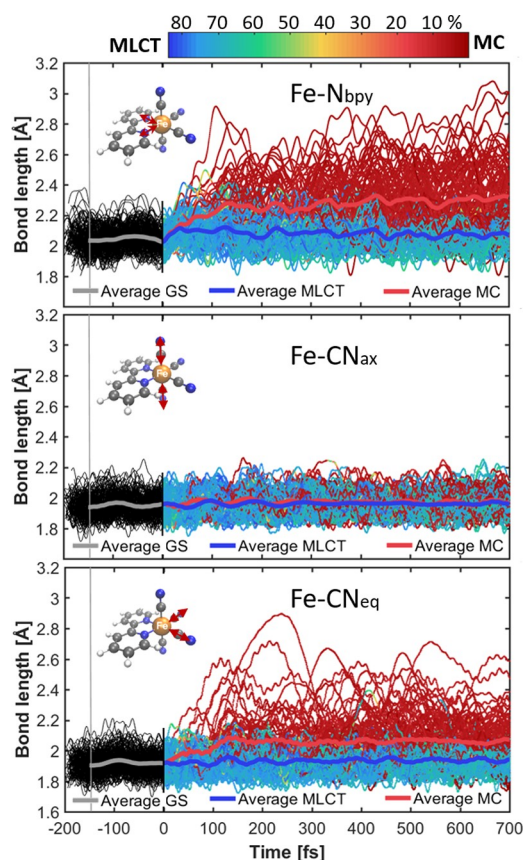 80 70 60 50 40 30 20 10 %
MLCT MC
3.2
3
2.8
2.6
2.4
2.2
2
1.8
Bond length [Å]
Fe-Nbpy
Fe
Average GS Average MLCT Average MC
3.2
3
2.8
2.6
2.4
2.2
2
1.8
Bond length [Å]
Fe-CNax
Fe
Average GS Average MLCT Average MC
3.2
3
2.8
2.6
2.4
2.2
2
1.8
1.6
Bond length [Å]
Fe-CNeq
Fe
Average GS Average MLCT Average MC
-200 -100 0 100 200 300 400 500 600 700
Time [fs]